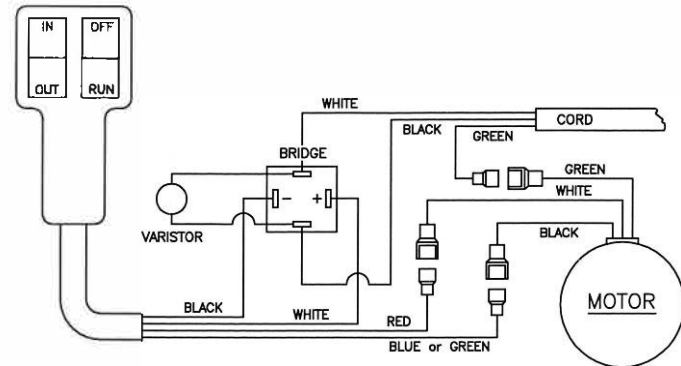 IN OFF
OUT RUN
WHITE
CORD
BLACK
GREEN
BRIDGE
GREEN
WHITE
- +
BLACK
VARISTOR
MOTOR
BLACK
WHITE
RED
BLUE or GREEN